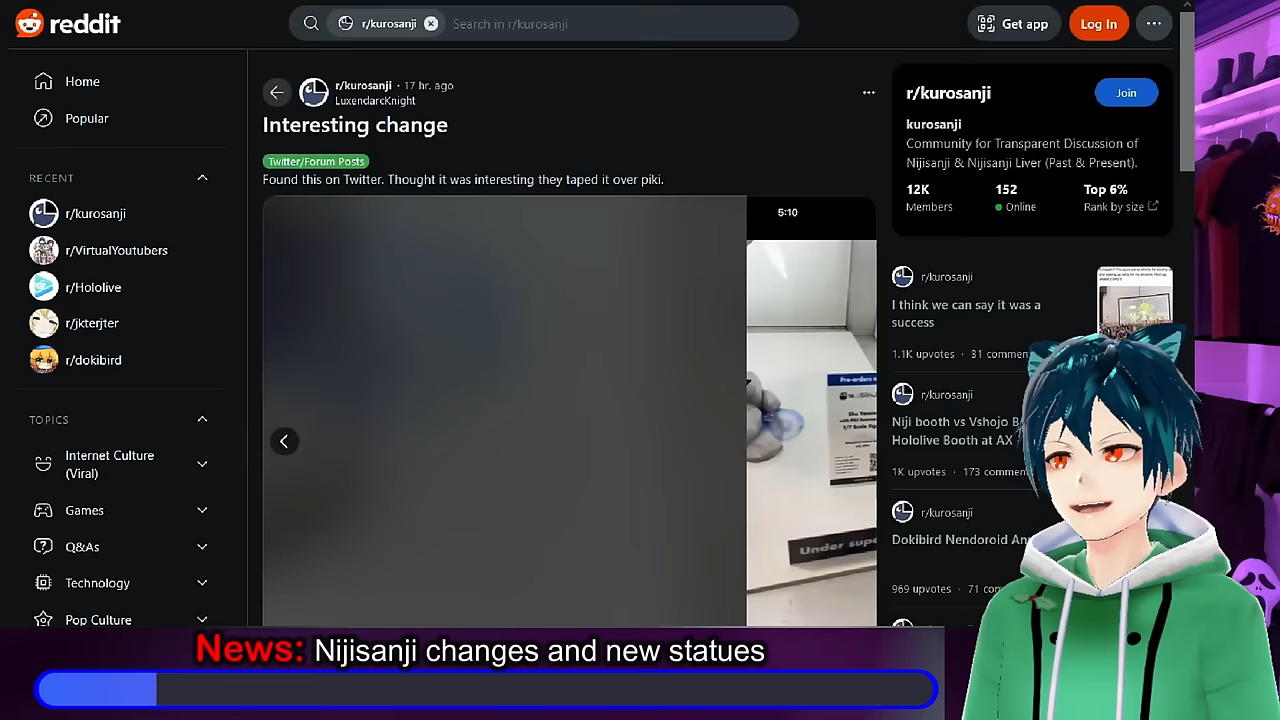 reddit
r/kurosanji
Search in r/kurosanji
Get app
Log In
Home
Popular
RECENT
r/kurosanji
r/VirtualYoutubers
r/Hololive
r/jkterjter
r/dokibird
TOPICS
Internet Culture
(Viral)
Games
Q&As
Technology
Pop Culture
r/kurosanji · 17 hr. ago
LuxendarcKnight
Interesting change
Twitter/Forum Posts
Found this on Twitter. Thought it was interesting they taped it over piki.
5:10
Under supe
r/kurosanji
Join
kurosanji
Community for Transparent Discussion of
Nijisanji & Nijisanji Liver (Past & Present).
12K
152
Top 6%
Members
Online
Rank by size
r/kurosanji
I think we can say it was a
success
1.1K upvotes · 31 commen
r/kurosanji
Niji booth vs Vshojo B
Hololive Booth at AX
1K upvotes · 173 commen
r/kurosanji
Dokibird Nendoroid An
969 upvotes · 71 co
News: Nijisanji changes and new statues